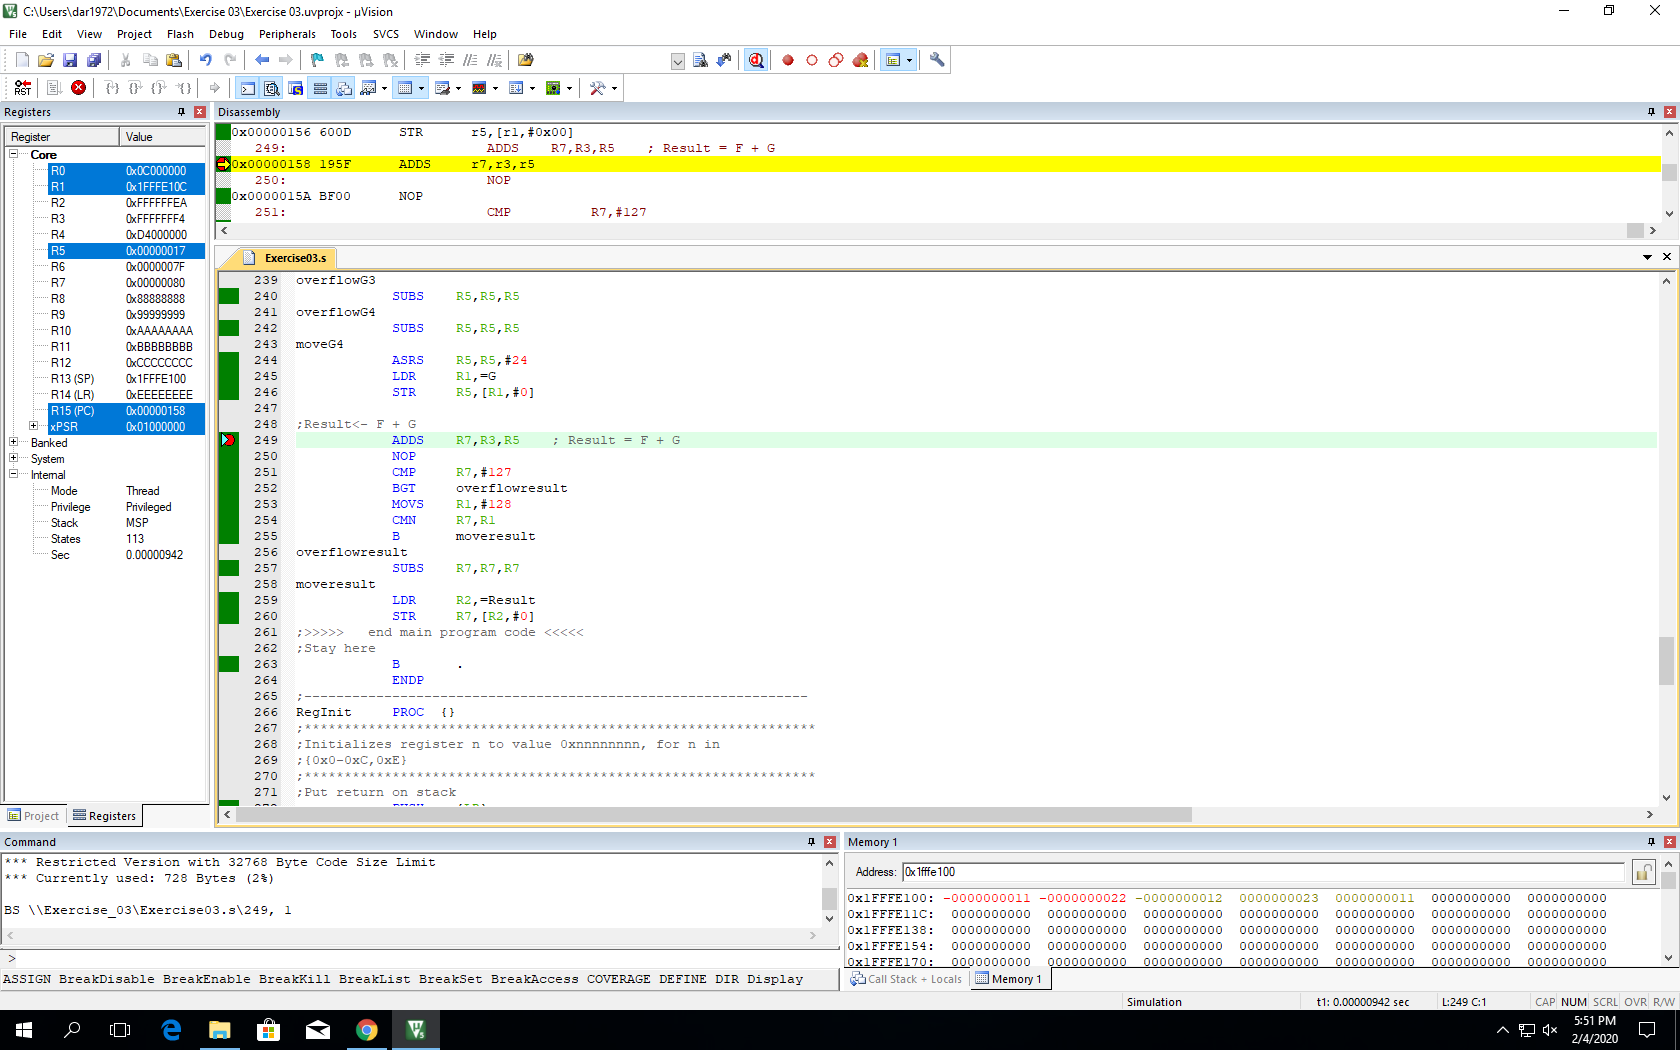 C:\Users\dar1972\Documents\Exercise 03\Exercise 03.uvprojx - µVision
File Edit View Project Flash Debug Peripherals Tools SVCS Window Help
RST
Registers
Register Value
Core
R0 0x0C000000
R1 0x1FFFE10C
R2 0xFFFFFFEA
R3 0xFFFFFFF4
R4 0xD4000000
R5 0x00000017
R6 0x0000007F
R7 0x00000080
R8 0x88888888
R9 0x99999999
R10 0xAAAAAAAA
R11 0xBBBBBBBB
R12 0xCCCCCCCC
R13 (SP) 0x1FFFE100
R14 (LR) 0xEEEEEEEE
R15 (PC) 0x00000158
xPSR 0x01000000
Banked
System
Internal
Mode Thread
Privilege Privileged
Stack MSP
States 113
Sec 0.00000942
Project Registers
Disassembly
0x00000156 600D STR r5,[r1,#0x00]
249: ADDS R7,R3,R5 ; Result = F + G
0x00000158 195F ADDS r7,r3,r5
250: NOP
0x0000015A BF00 NOP
251: CMP R7,#127
Exercise03.s
239 overflowG3
240 SUBS R5,R5,R5
241 overflowG4
242 SUBS R5,R5,R5
243 moveG4
244 ASRS R5,R5,#24
245 LDR R1,=G
246 STR R5,[R1,#0]
247
248 ;Result<- F + G
249 ADDS R7,R3,R5 ; Result = F + G
250 NOP
251 CMP R7,#127
252 BGT overflowresult
253 MOVS R1,#128
254 CMN R7,R1
255 B moveresult
256 overflowresult
257 SUBS R7,R7,R7
258 moveresult
259 LDR R2,=Result
260 STR R7,[R2,#0]
261 ;>>>>> end main program code <<<<<
262 ;Stay here
263 B .
264 ENDP
265 ;---------------------------------------------------------------
266 RegInit PROC {}
267 ;****************************************************************
268 ;Initializes register n to value 0xnnnnnnnn, for n in
269 ;{0x0-0xC,0xE}
270 ;****************************************************************
271 ;Put return on stack
Command
*** Restricted Version with 32768 Byte Code Size Limit
*** Currently used: 728 Bytes (2%)
BS \\Exercise_03\Exercise03.s\249, 1
>
ASSIGN BreakDisable BreakEnable BreakKill BreakList BreakSet BreakAccess COVERAGE DEFINE DIR Display
Memory 1
Address: 0x1fffe100
0x1FFFE100: -0000000011 -0000000022 -0000000012 0000000023 0000000011 0000000000 0000000000
0x1FFFE11C: 0000000000 0000000000 0000000000 0000000000 0000000000 0000000000 0000000000
0x1FFFE138: 0000000000 0000000000 0000000000 0000000000 0000000000 0000000000 0000000000
0x1FFFE154: 0000000000 0000000000 0000000000 0000000000 0000000000 0000000000 0000000000
0x1FFFE170: 0000000000 0000000000 0000000000 0000000000 0000000000 0000000000 0000000000
Call Stack + Locals Memory 1
Simulation t1: 0.00000942 sec L:249 C:1 CAP NUM SCRL OVR R/W
5:51 PM
2/4/2020